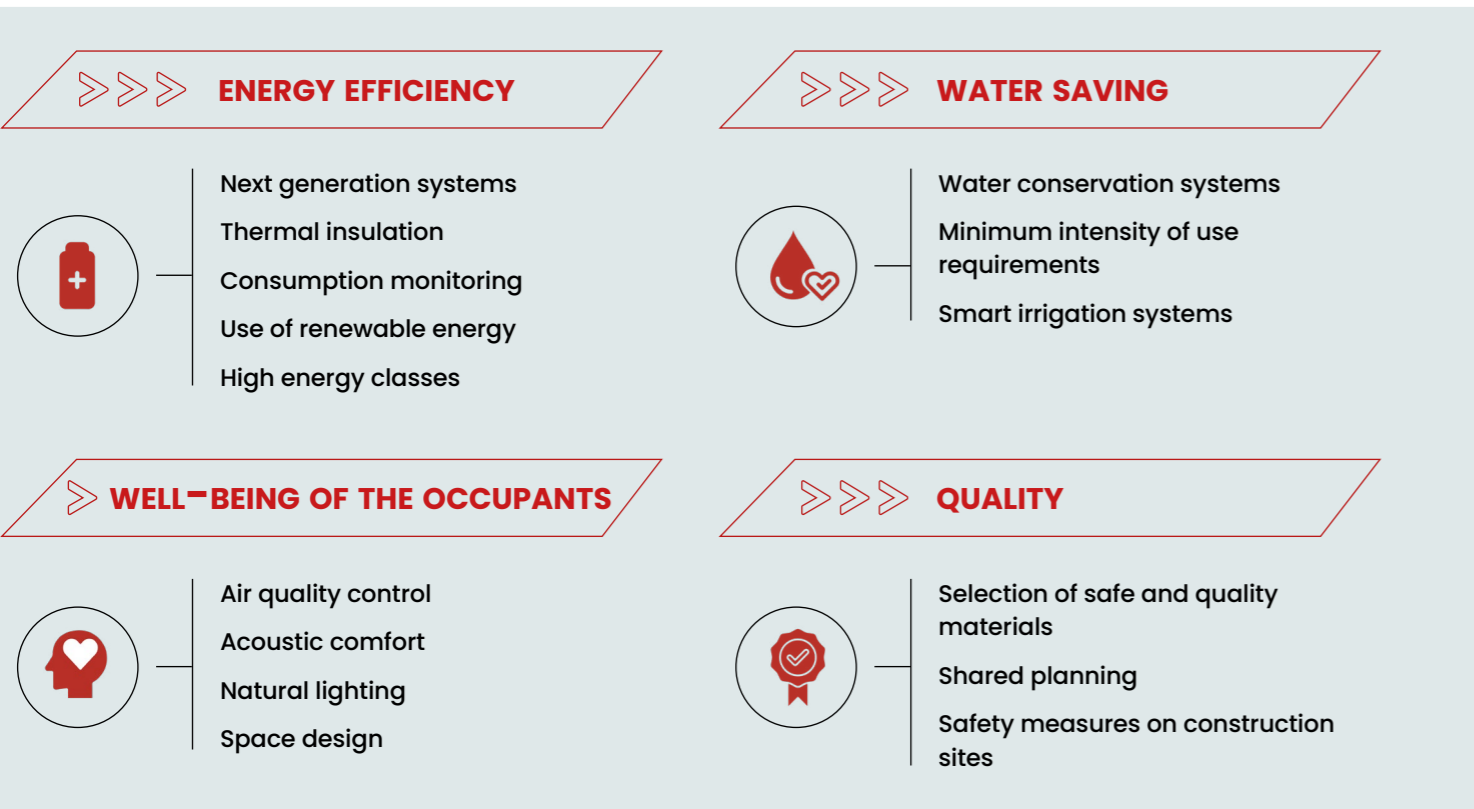 ENERGY EFFICIENCY
Next generation systems
Thermal insulation
Consumption monitoring
Use of renewable energy
High energy classes
WATER SAVING
Water conservation systems
Minimum intensity of use
requirements
Smart irrigation systems
WELL-BEING OF THE OCCUPANTS
Air quality control
Acoustic comfort
Natural lighting
Space design
QUALITY
Selection of safe and quality
materials
Shared planning
Safety measures on construction
sites